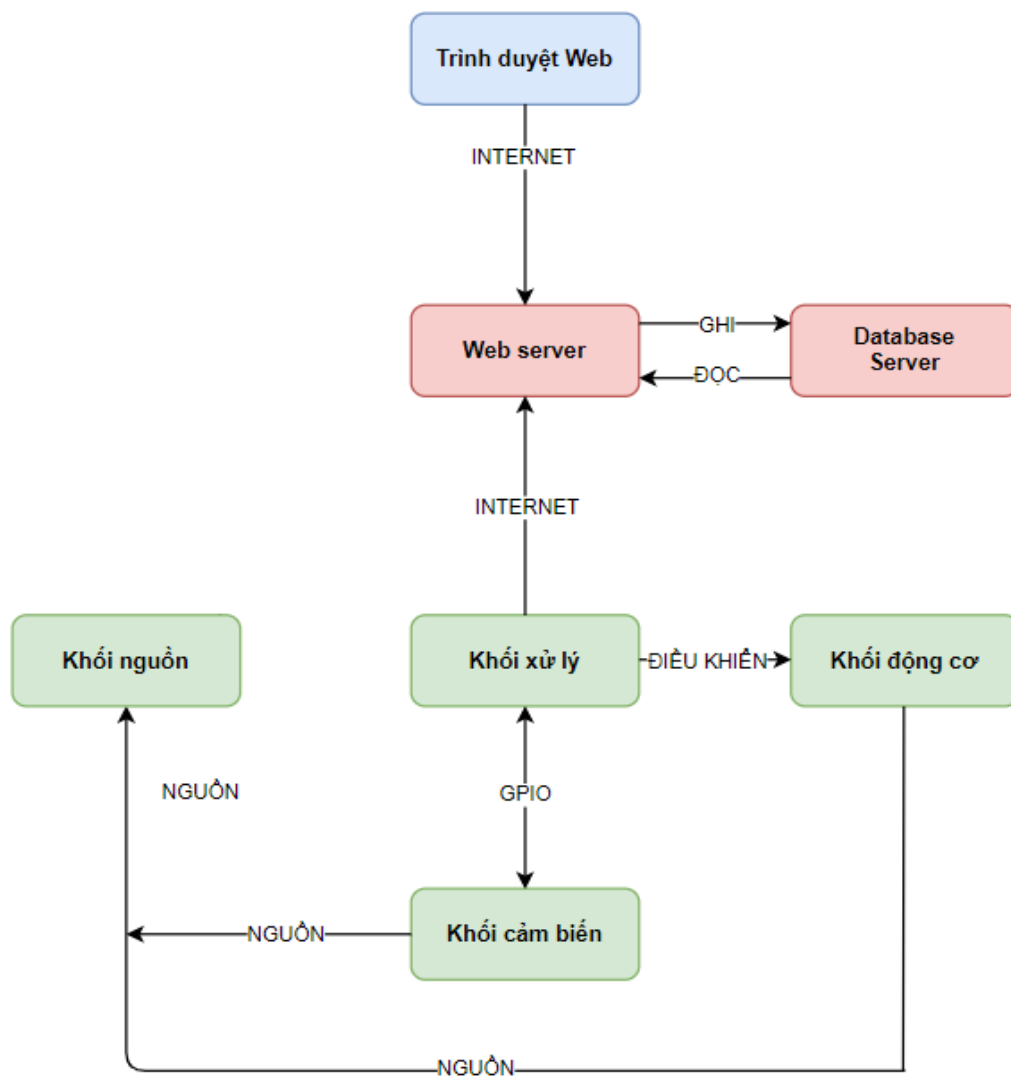 Trình duyệt Web
INTERNET
Web server
GHI
ĐỌC
Database
Server
INTERNET
Khối nguồn
Khối xử lý
ĐIỀU KHIỂN
Khối động cơ
NGUỒN
GPIO
NGUỒN
Khối cảm biến
NGUỒN